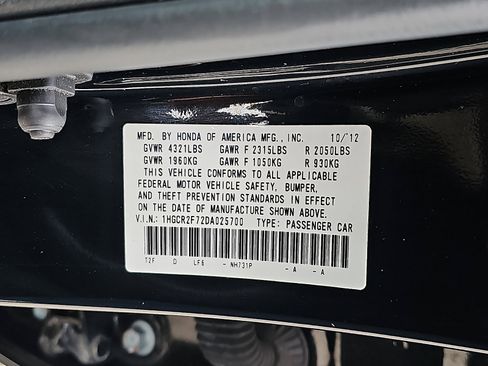 MFD. BY HONDA OF AMERICA MFG., INC. 10/12
GVWR 4321LBS GAWR F 2315LBS R 2050LBS
GVWR 1960KG GAWR F 1050KG R 930KG
THIS VEHICLE CONFORMS TO ALL APPLICABLE
FEDERAL MOTOR VEHICLE SAFETY, BUMPER,
AND THEFT PREVENTION STANDARDS IN EFFECT
ON THE DATE OF MANUFACTURE SHOWN ABOVE.
V.I.N.: 1HGCR2F72DA025700 TYPE: PASSENGER CAR
T2F D LF6 - NH731P - A - A